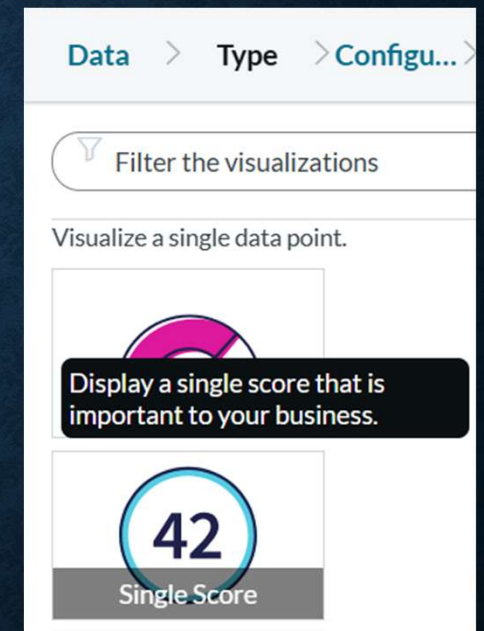 Data > Type > Configu... >
Filter the visualizations
Visualize a single data point.
Display a single score that is
important to your business.
42
Single Score